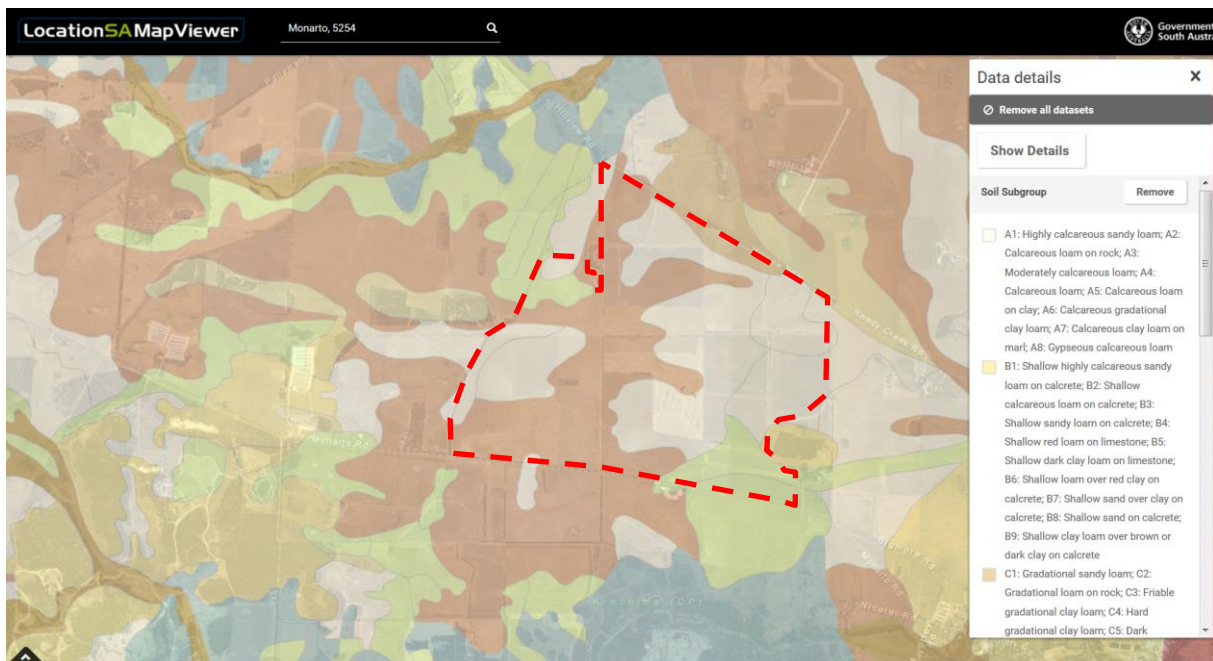 LocationSAMapViewer
Monarto, 5254
Government
South Austra
Data details
Remove all datasets
Show Details
Soil Subgroup
Remove
A1: Highly calcareous sandy loam; A2:
Calcareous loam on rock; A3:
Moderately calcareous loam; A4:
Calcareous loam; A5: Calcareous loam
on clay; A6: Calcareous gradational
clay loam; A7: Calcareous clay loam on
marl; A8: Gypseous calcareous loam
B1: Shallow highly calcareous sandy
loam on calcrete; B2: Shallow
calcareous loam on calcrete; B3:
Shallow sandy loam on calcrete; B4:
Shallow red loam on limestone; B5:
Shallow dark clay loam on limestone;
B6: Shallow loam over red clay on
calcrete; B7: Shallow sand over clay on
calcrete; B8: Shallow sand on calcrete;
B9: Shallow clay loam over brown or
dark clay on calcrete
C1: Gradational sandy loam; C2:
Gradational loam on rock; C3: Friable
gradational clay loam; C4: Hard
gradational clay loam; C5: Dark
Reedy Creek Rd
Monarto Rd
Kinchina (CP)
Nicolai Rd